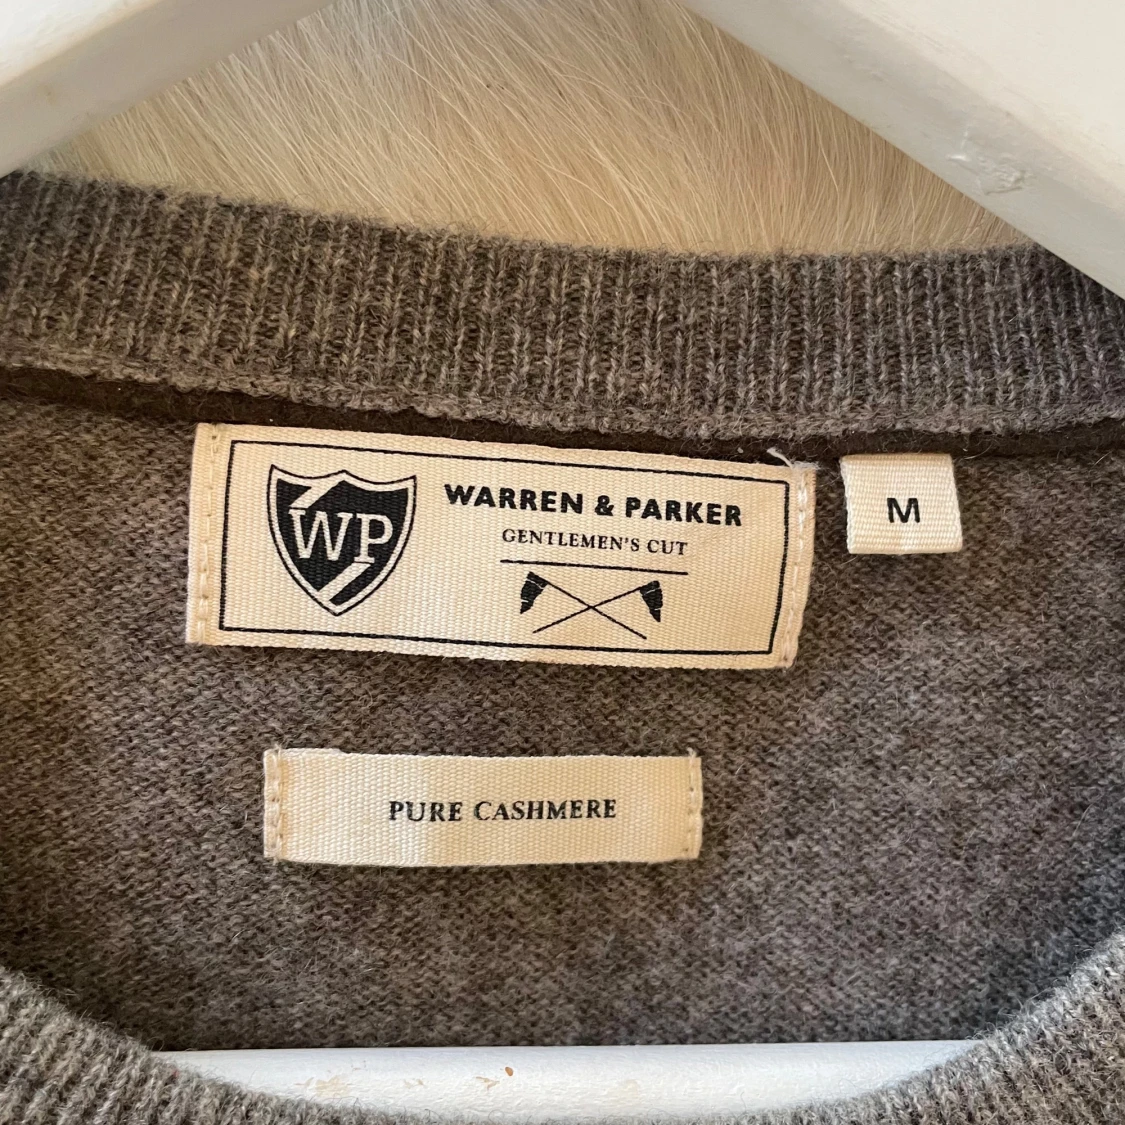 WP
WARREN & PARKER
GENTLEMEN'S CUT
M
PURE CASHMERE